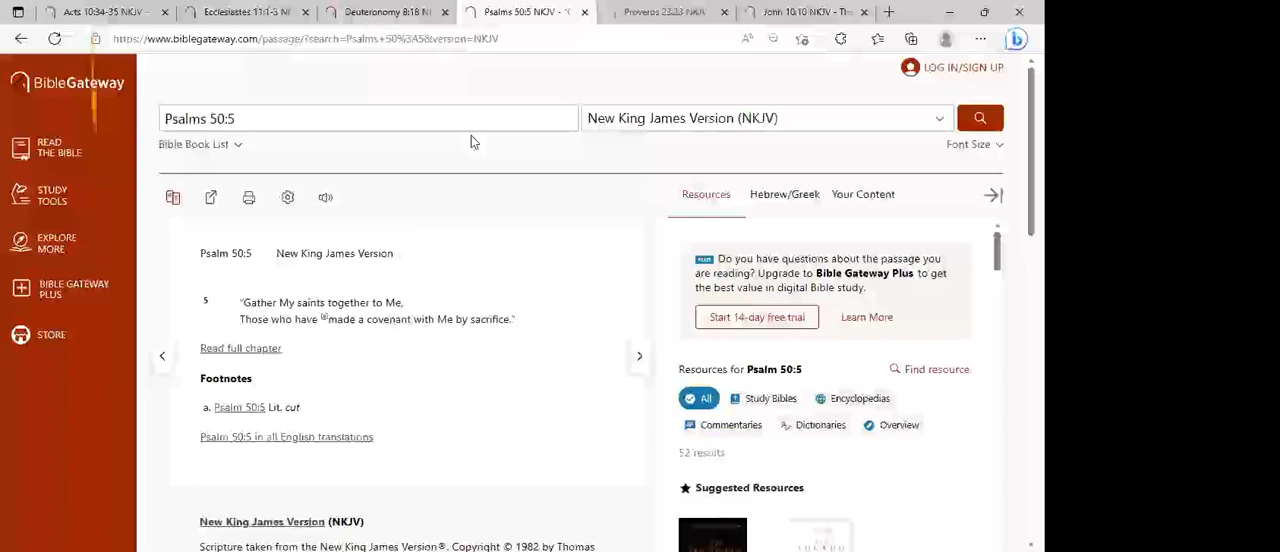 Acts 10:34-35 NKJV -
Ecclesiastes 11:1-6 N
Deuteronomy 8:18 N
Psalms 50:5 NKJV - "G
Proverbs 23:23 NKJV
John 10:10 NKJV - The
https://www.biblegateway.com/passage/?search=Psalms+50%3A5&version=NKJV
BibleGateway
LOG IN/SIGN UP
Psalms 50:5
New King James Version (NKJV)
Bible Book List
Font Size
READ
THE BIBLE
STUDY
TOOLS
EXPLORE
MORE
BIBLE GATEWAY
PLUS
STORE
Resources
Hebrew/Greek
Your Content
Psalm 50:5 New King James Version
5 "Gather My saints together to Me,
Those who have [a]made a covenant with Me by sacrifice."
Read full chapter
Footnotes
a. Psalm 50:5 Lit. cut
Psalm 50:5 in all English translations
New King James Version (NKJV)
Scripture taken from the New King James Version®. Copyright © 1982 by Thomas
PLUS Do you have questions about the passage you
are reading? Upgrade to Bible Gateway Plus to get
the best value in digital Bible study.
Start 14-day free trial
Learn More
Resources for Psalm 50:5
Find resource
All
Study Bibles
Encyclopedias
Commentaries
Dictionaries
Overview
52 results
Suggested Resources